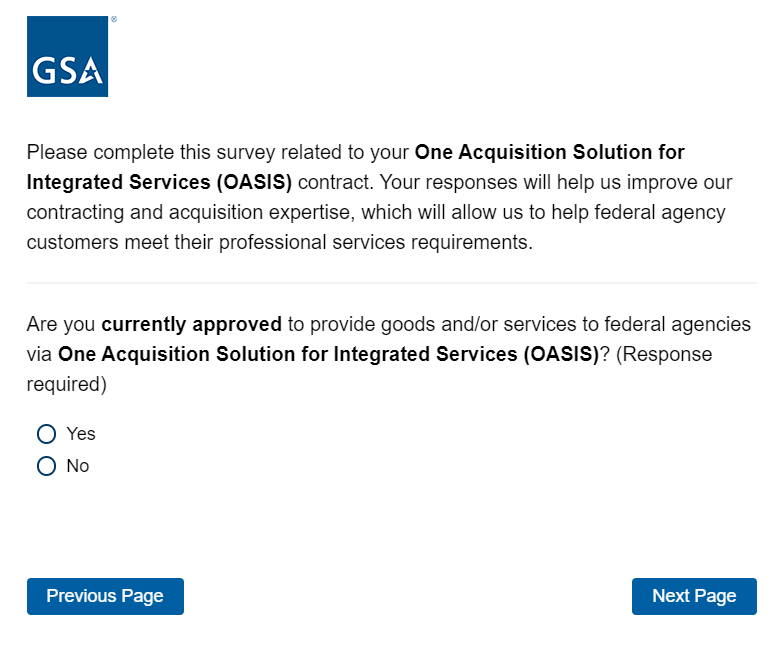 GSA
®
Please complete this survey related to your One Acquisition Solution for
Integrated Services (OASIS) contract. Your responses will help us improve our
contracting and acquisition expertise, which will allow us to help federal agency
customers meet their professional services requirements.
Are you currently approved to provide goods and/or services to federal agencies
via One Acquisition Solution for Integrated Services (OASIS)? (Response
required)
Yes
No
Previous Page
Next Page